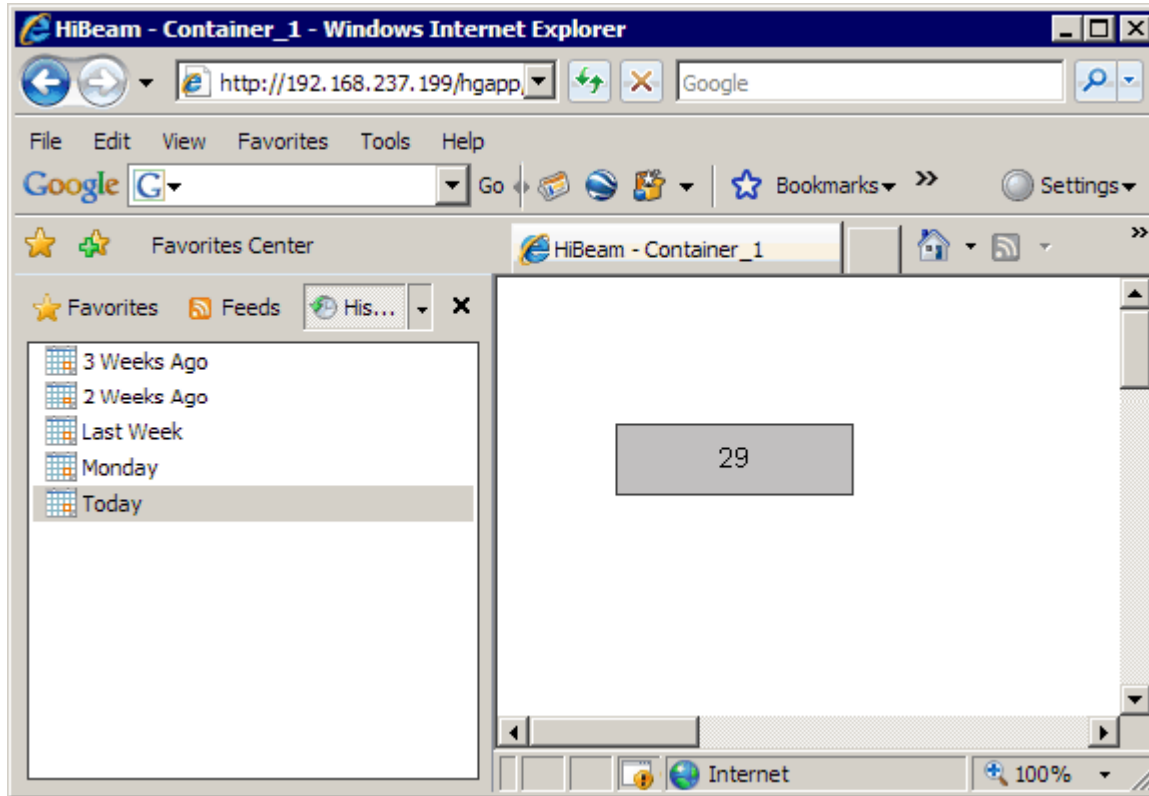 HiBeam - Container_1 - Windows Internet Explorer
http://192.168.237.199/hgapp/
Google
File Edit View Favorites Tools Help
Google G Go Bookmarks » Settings
Favorites Center HiBeam - Container_1 »
Favorites Feeds His...
3 Weeks Ago
2 Weeks Ago
Last Week
Monday
Today
29
Internet 100%